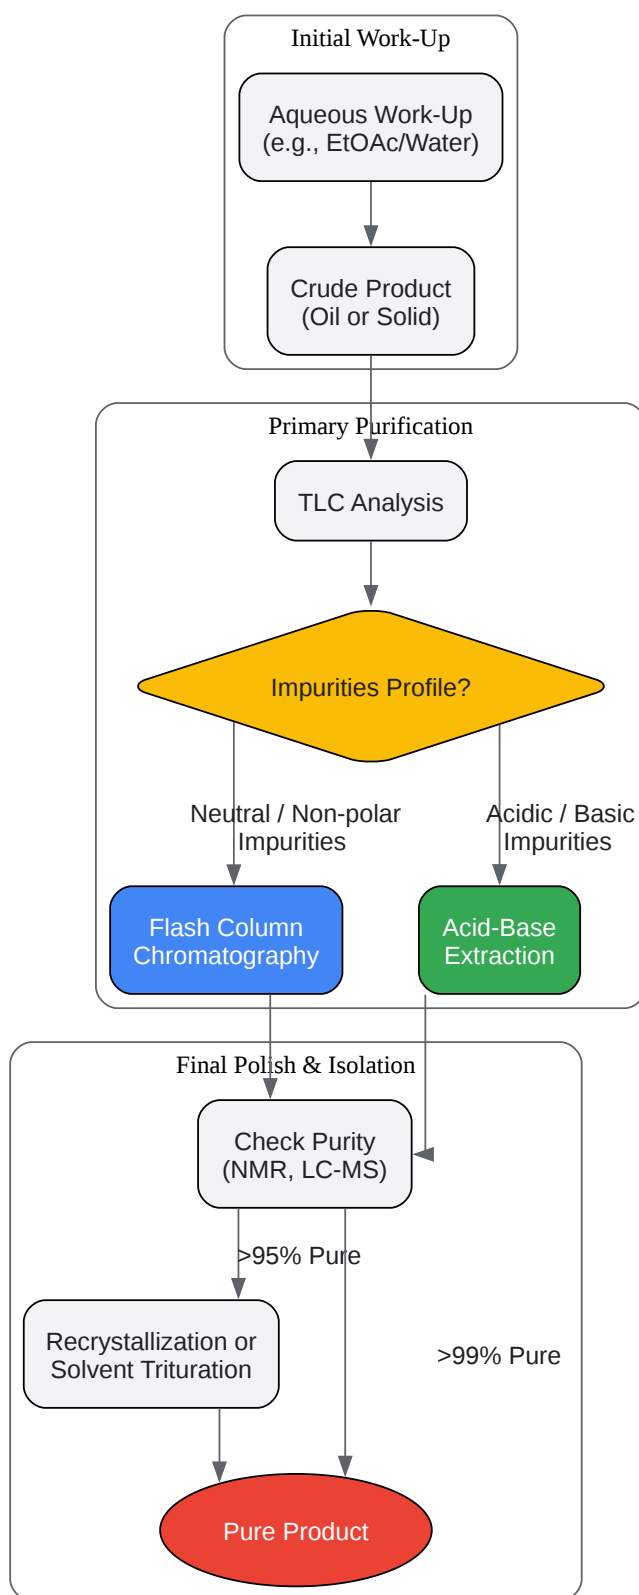 Initial Work-Up
Aqueous Work-Up
(e.g., EtOAc/Water)
Crude Product
(Oil or Solid)
Primary Purification
TLC Analysis
Impurities Profile?
Neutral / Non-polar
Impurities
Acidic / Basic
Impurities
Flash Column
Chromatography
Acid-Base
Extraction
Final Polish & Isolation
Check Purity
(NMR, LC-MS)
>95% Pure
Recrystallization or
Solvent Trituration
>99% Pure
Pure Product